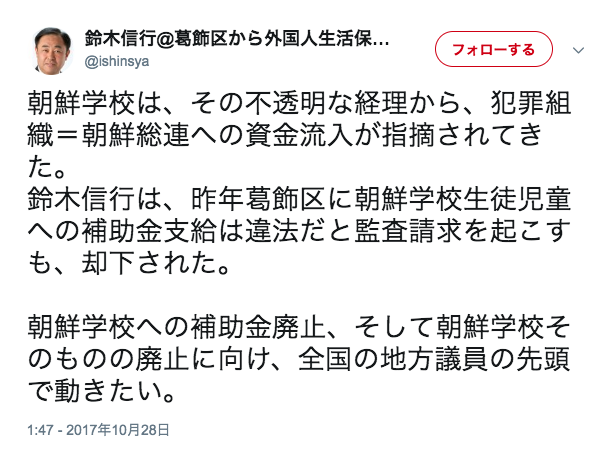 鈴木信行@葛飾区から外国人生活保…
@ishinsya
フォローする
朝鮮学校は、その不透明な経理から、犯罪組
織＝朝鮮総連への資金流入が指摘されてき
た。
鈴木信行は、昨年葛飾区に朝鮮学校生徒児童
への補助金支給は違法だと監査請求を起こす
も、却下された。
朝鮮学校への補助金廃止、そして朝鮮学校そ
のものの廃止に向け、全国の地方議員の先頭
で動きたい。
1:47 - 2017年10月28日